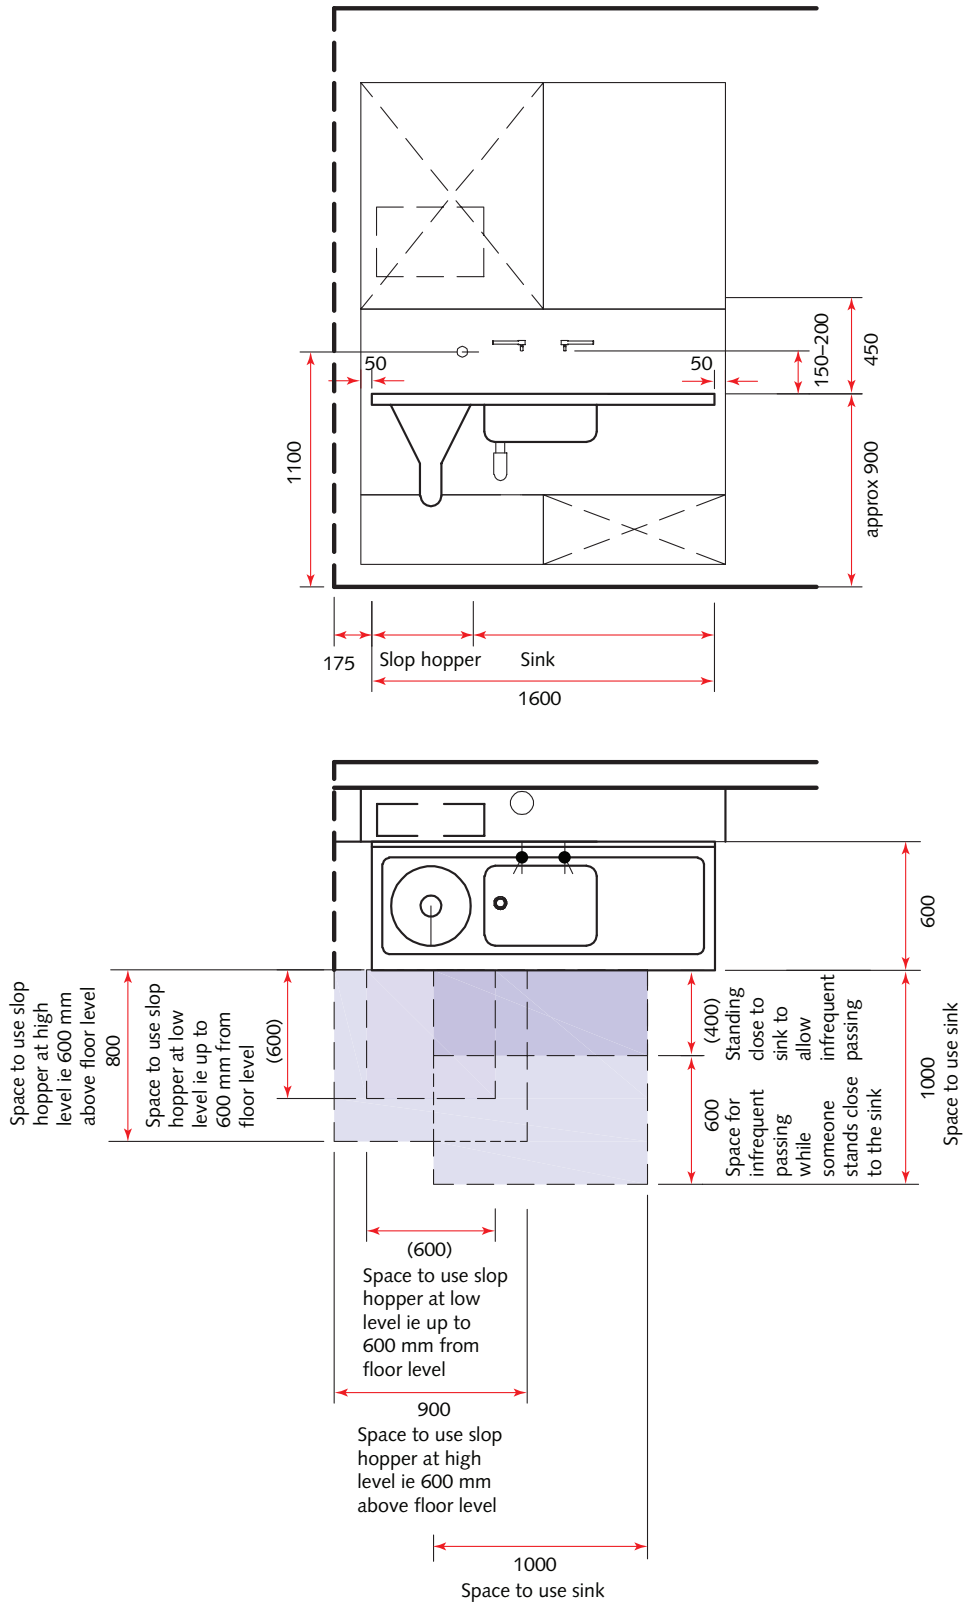 50
50
150–200
450
1100
approx 900
175
Slop hopper
Sink
1600
600
Space to use slop
hopper at high
level ie 600 mm
above floor level
800
Space to use slop
hopper at low
level ie up to
600 mm from
floor level
(600)
(400)
Standing
close to
sink to
allow
infrequent
passing
600
Space for
infrequent
passing
while
someone
stands close
to the sink
1000
Space to use sink
(600)
Space to use slop
hopper at low
level ie up to
600 mm from
floor level
900
Space to use slop
hopper at high
level ie 600 mm
above floor level
1000
Space to use sink